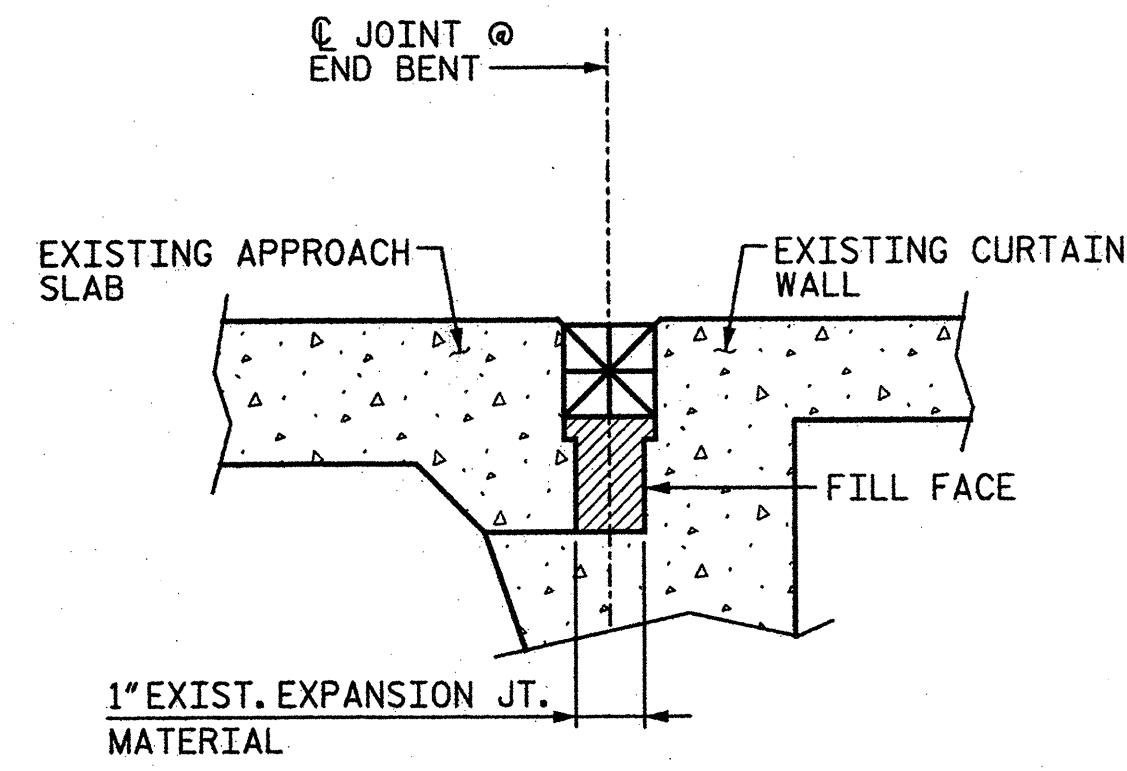 ℄ JOINT @
END BENT
EXISTING APPROACH
SLAB
EXISTING CURTAIN
WALL
FILL FACE
1" EXIST. EXPANSION JT.
MATERIAL